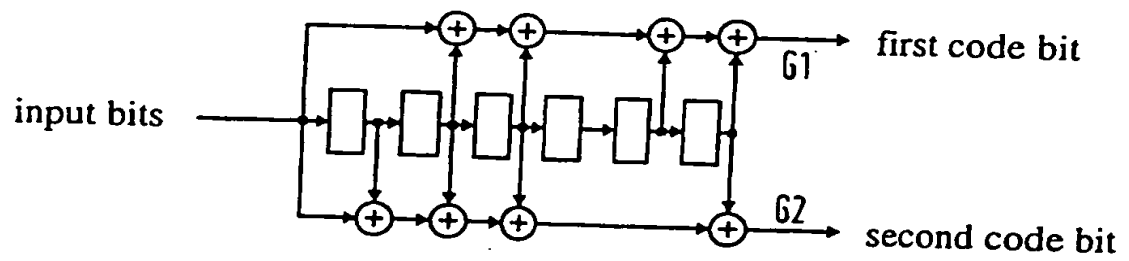 first code bit
G1
input bits
G2
second code bit